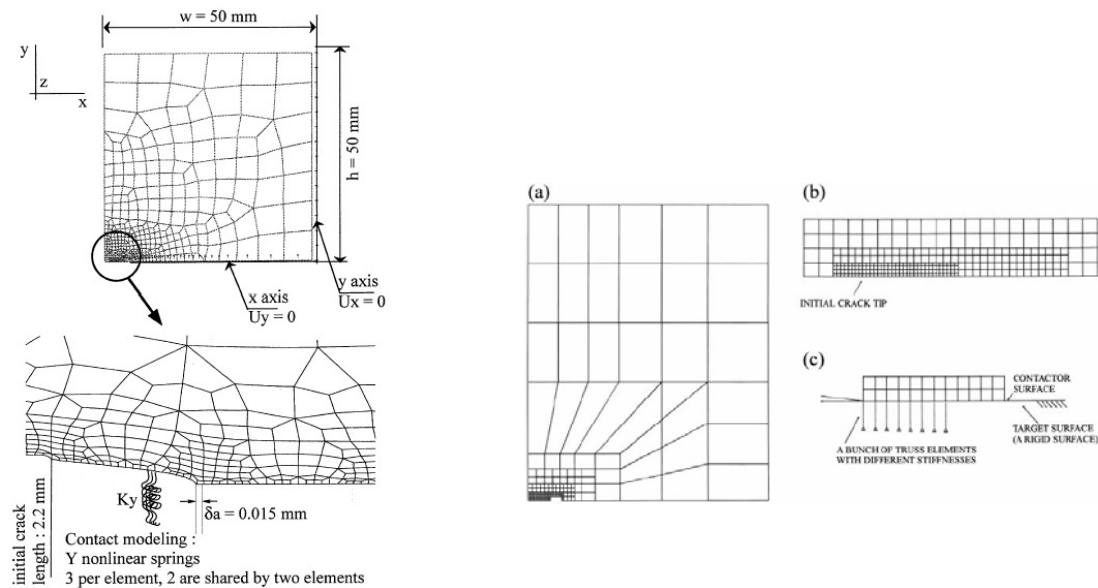 w = 50 mm
y
z
x
h = 50 mm
x axis
Uy = 0
y axis
Ux = 0
initial crack
length : 2.2 mm
Ky
δa = 0.015 mm
Contact modeling :
Y nonlinear springs
3 per element, 2 are shared by two elements
(a)
(b)
INITIAL CRACK TIP
(c)
CONTACTOR
SURFACE
TARGET SURFACE
(A RIGID SURFACE)
A BUNCH OF TRUSS ELEMENTS
WITH DIFFERENT STIFFNESSES